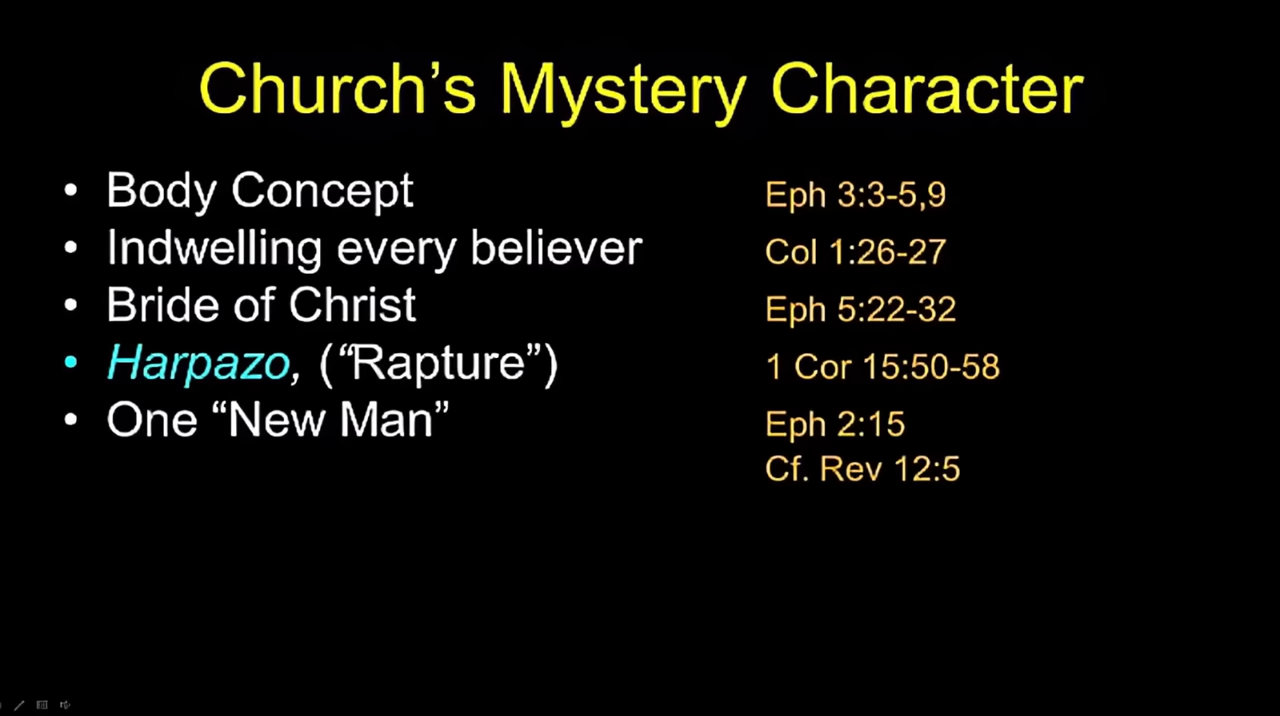 Church’s Mystery Character
• Body Concept Eph 3:3-5,9
• Indwelling every believer Col 1:26-27
• Bride of Christ Eph 5:22-32
• Harpazo, (“Rapture”) 1 Cor 15:50-58
• One “New Man” Eph 2:15
Cf. Rev 12:5